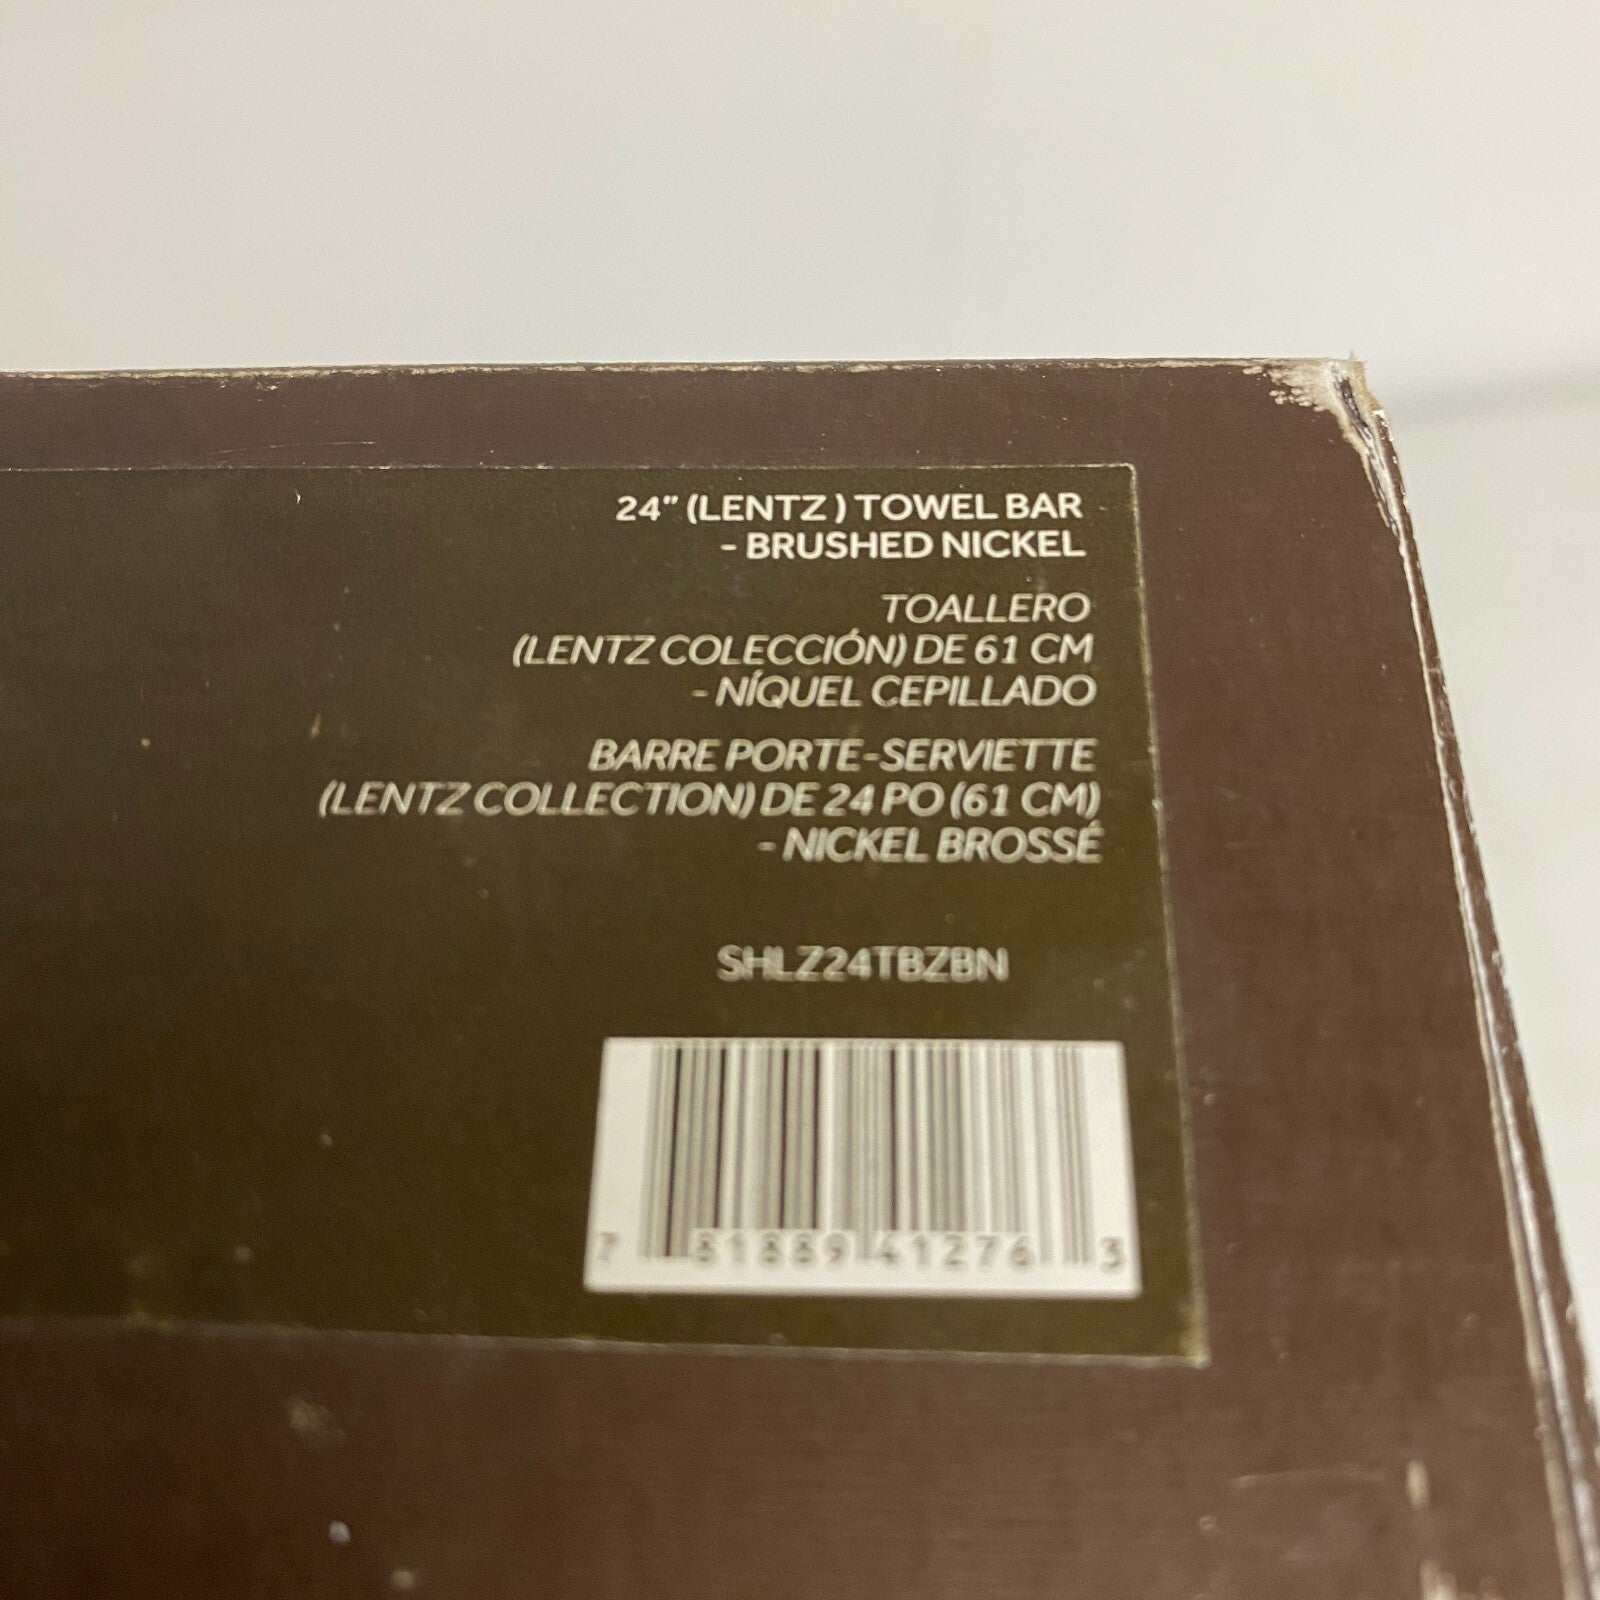 24" (LENTZ ) TOWEL BAR
- BRUSHED NICKEL
TOALLERO
(LENTZ COLECCIÓN) DE 61 CM
- NÍQUEL CEPILLADO
BARRE PORTE-SERVIETTE
(LENTZ COLLECTION) DE 24 PO (61 CM)
- NICKEL BROSSÉ
SHLZ24TBZBN
7 81889 41276 3